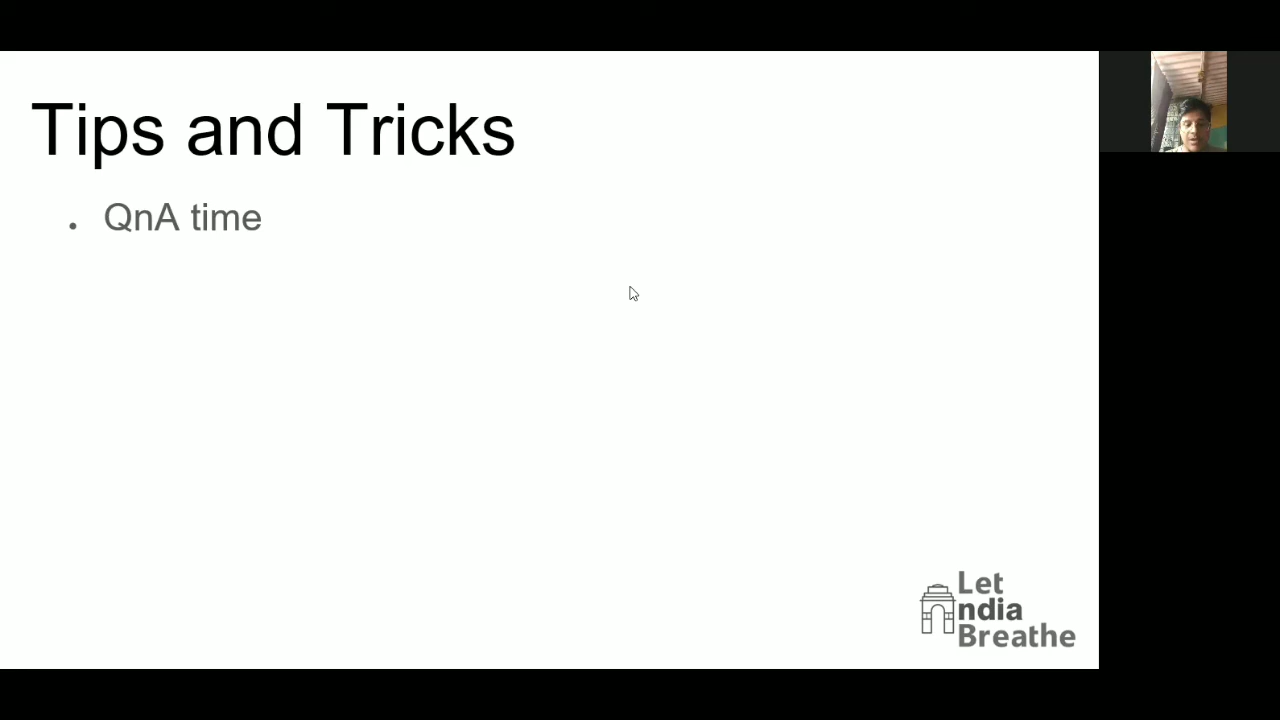 Tips and Tricks
. QnA time
Let
ndia
Breathe